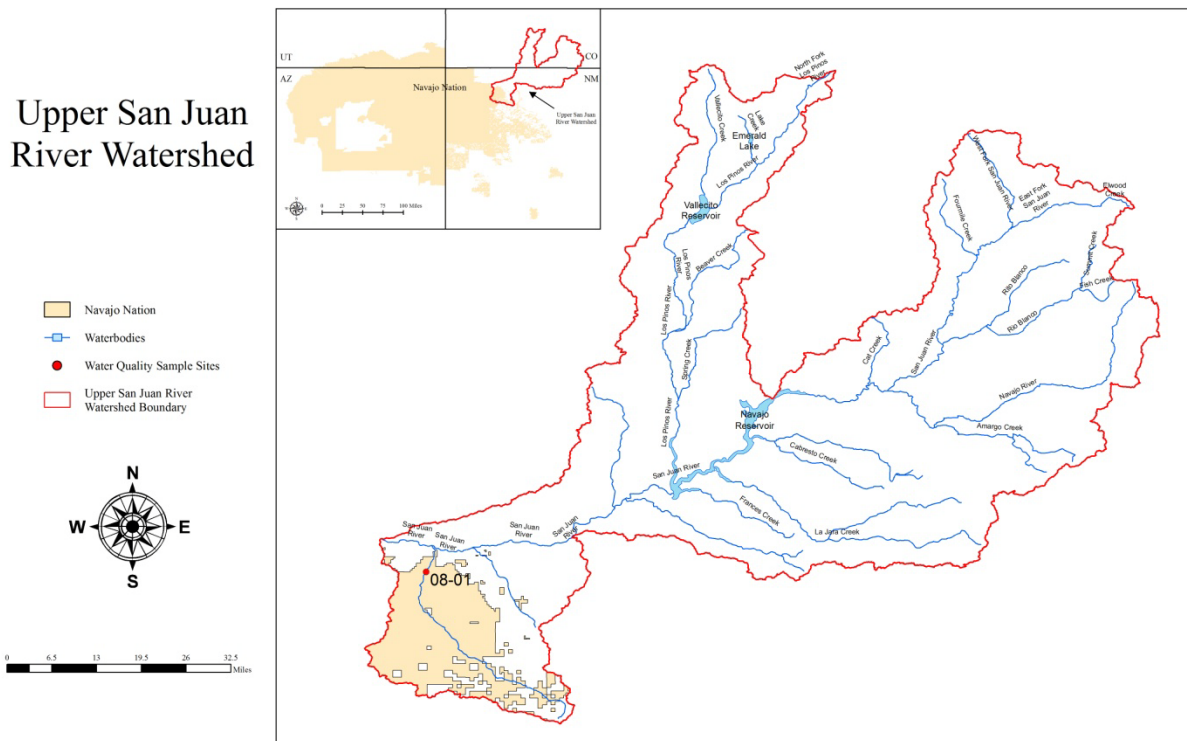 Upper San Juan
River Watershed
Navajo Nation
Waterbodies
Water Quality Sample Sites
Upper San Juan River
Watershed Boundary
N
W
E
S
0
6.5
13
19.5
26
32.5
Miles
UT
CO
AZ
NM
Navajo Nation
Upper San Juan
River Watershed
0
25
50
75
100 Miles
North Fork
Los Pinos
River
Vallecito Creek
Lake
Creek
Emerald
Lake
Los Pinos River
Vallecito
Reservoir
Los Pinos
River
Beaver Creek
Los Pinos River
Spring Creek
Los Pinos River
West Fork San Juan River
East Fork
San Juan
River
Elwood
Creek
Fourmile Creek
Summit Creek
Rito Blanco
Fish Creek
Rio Blanco
Cat Creek
San Juan River
Navajo River
Navajo
Reservoir
Amargo Creek
Cabresto Creek
San Juan River
Frances Creek
La Jara Creek
San Juan
River
San Juan
River
San Juan
River
San Juan
River
08-01